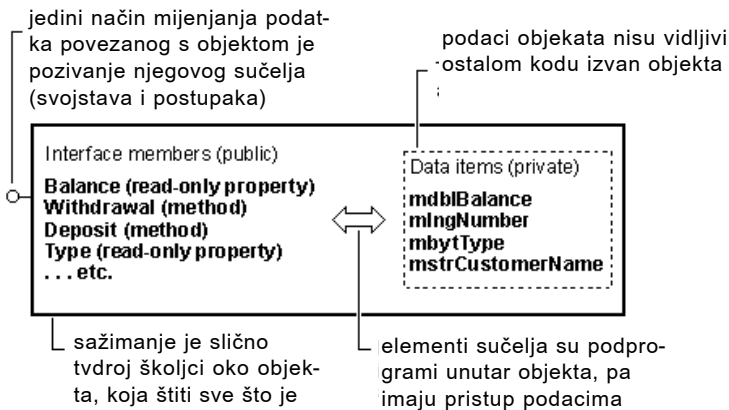 jedini način mijenjanja podat-
ka povezanog s objektom je
pozivanje njegovog sučelja
(svojstava i postupaka)
podaci objekata nisu vidljivi
ostalom kodu izvan objekta
Interface members (public)
Balance (read-only property)
Withdrawal (method)
Deposit (method)
Type (read-only property)
. . . etc.
Data items (private)
mdblBalance
mlngNumber
mbytType
mstrCustomerName
sažimanje je slično
tvdroj školjci oko objek-
ta, koja štiti sve što je
elementi sučelja su podpro-
grami unutar objekta, pa
imaju pristup podacima